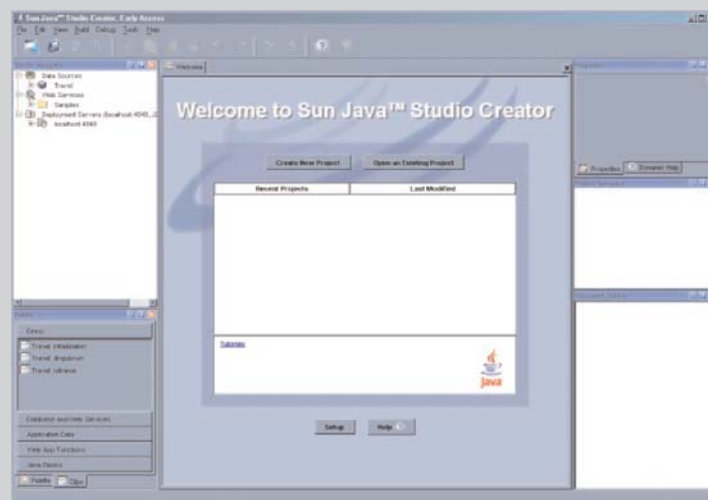 Sun Java™ Studio Creator, Early Access
File Edit View Build Debug Tools Help
Data Sources
Travel
Web Services
Samples
Deployment Servers (localhost:4848,
localhost:4848
Welcome
Welcome to Sun Java™ Studio Creator
Create New Project
Open an Existing Project
Recent Projects
Last Modified
Tutorials
Java
Setup
Help
Properties
Properties
Dynamic Help
Palette
Travel: dropdown
Travel: retrieve
Application Data
Web App Functions
Java Basics
Palette
Clips